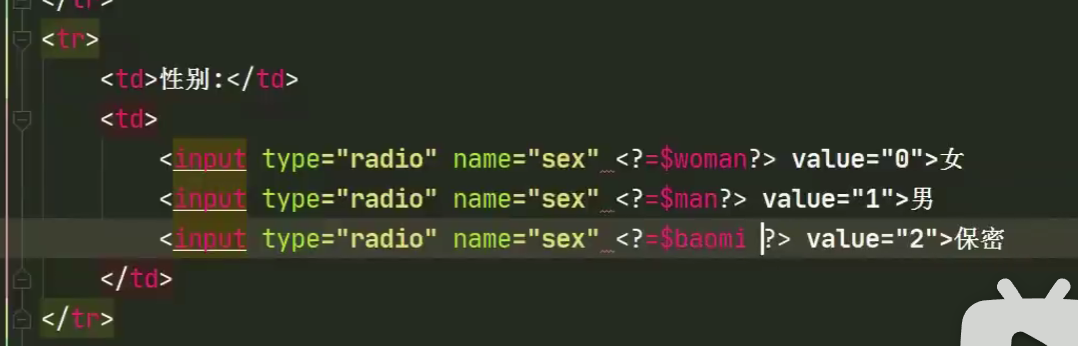 </tr>
<tr>
<td>性别:</td>
<td>
<input type="radio" name="sex" <?=$woman?> value="0">女
<input type="radio" name="sex" <?=$man?> value="1">男
<input type="radio" name="sex" <?=$baomi ?> value="2">保密
</td>
</tr>